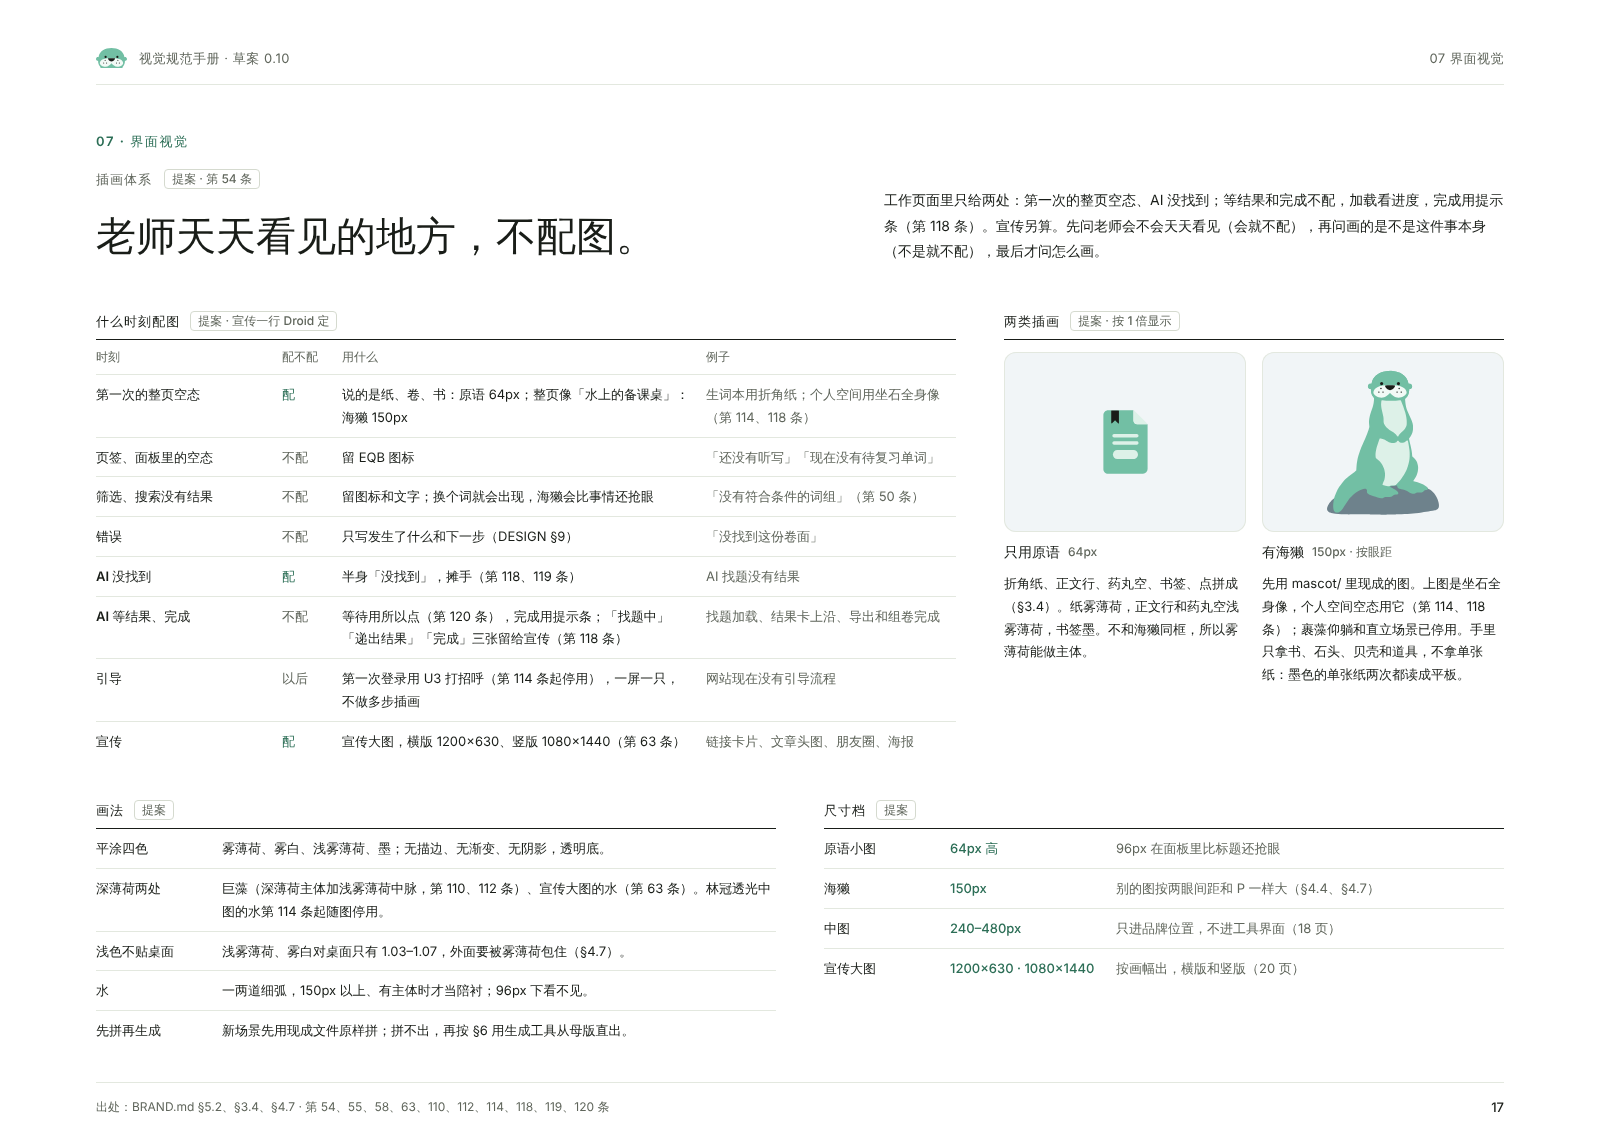 视觉规范手册 · 草案 0.10
07 界面视觉
07 · 界面视觉
插画体系 提案 · 第 54 条
老师天天看见的地方，不配图。
工作页面里只给两处：第一次的整页空态、AI 没找到；等结果和完成不配，加载看进度，完成用提示
条（第 118 条）。宣传另算。先问老师会不会天天看见（会就不配），再问画的是不是这件事本身
（不是就不配），最后才问怎么画。
什么时刻配图 提案 · 宣传一行 Droid 定
时刻 配不配 用什么 例子
第一次的整页空态 配 说的是纸、卷、书：原语 64px；整页像「水上的备课桌」： 生词本用折角纸；个人空间用坐石全身像
海獭 150px （第 114、118 条）
页签、面板里的空态 不配 留 EQB 图标 「还没有听写」「现在没有待复习单词」
筛选、搜索没有结果 不配 留图标和文字；换个词就会出现，海獭会比事情还抢眼 「没有符合条件的词组」（第 50 条）
错误 不配 只写发生了什么和下一步（DESIGN §9） 「没找到这份卷面」
AI 没找到 配 半身「没找到」，摊手（第 118、119 条） AI 找题没有结果
AI 等结果、完成 不配 等待用所以点（第 120 条），完成用提示条；「找题中」 找题加载、结果卡上沿、导出和组卷完成
「递出结果」「完成」三张留给宣传（第 118 条）
引导 以后 第一次登录用 U3 打招呼（第 114 条起停用），一屏一只， 网站现在没有引导流程
不做多步插画
宣传 配 宣传大图，横版 1200×630、竖版 1080×1440（第 63 条） 链接卡片、文章头图、朋友圈、海报
两类插画 提案 · 按 1 倍显示
只用原语 64px
折角纸、正文行、药丸空、书签、点拼成
（§3.4）。纸雾薄荷，正文行和药丸空浅
雾薄荷，书签墨。不和海獭同框，所以雾
薄荷能做主体。
有海獭 150px · 按眼距
先用 mascot/ 里现成的图。上图是坐石全
身像，个人空间空态用它（第 114、118
条）；裹藻仰躺和直立场景已停用。手里
只拿书、石头、贝壳和道具，不拿单张
纸：墨色的单张纸两次都读成平板。
画法 提案
平涂四色 雾薄荷、雾白、浅雾薄荷、墨；无描边、无渐变、无阴影，透明底。
深薄荷两处 巨藻（深薄荷主体加浅雾薄荷中脉，第 110、112 条）、宣传大图的水（第 63 条）。林冠透光中
图的水第 114 条起随图停用。
浅色不贴桌面 浅雾薄荷、雾白对桌面只有 1.03–1.07，外面要被雾薄荷包住（§4.7）。
水 一两道细弧，150px 以上、有主体时才当陪衬；96px 下看不见。
先拼再生成 新场景先用现成文件原样拼；拼不出，再按 §6 用生成工具从母版直出。
尺寸档 提案
原语小图 64px 高 96px 在面板里比标题还抢眼
海獭 150px 别的图按两眼间距和 P 一样大（§4.4、§4.7）
中图 240–480px 只进品牌位置，不进工具界面（18 页）
宣传大图 1200×630 · 1080×1440 按画幅出，横版和竖版（20 页）
出处：BRAND.md §5.2、§3.4、§4.7 · 第 54、55、58、63、110、112、114、118、119、120 条
17